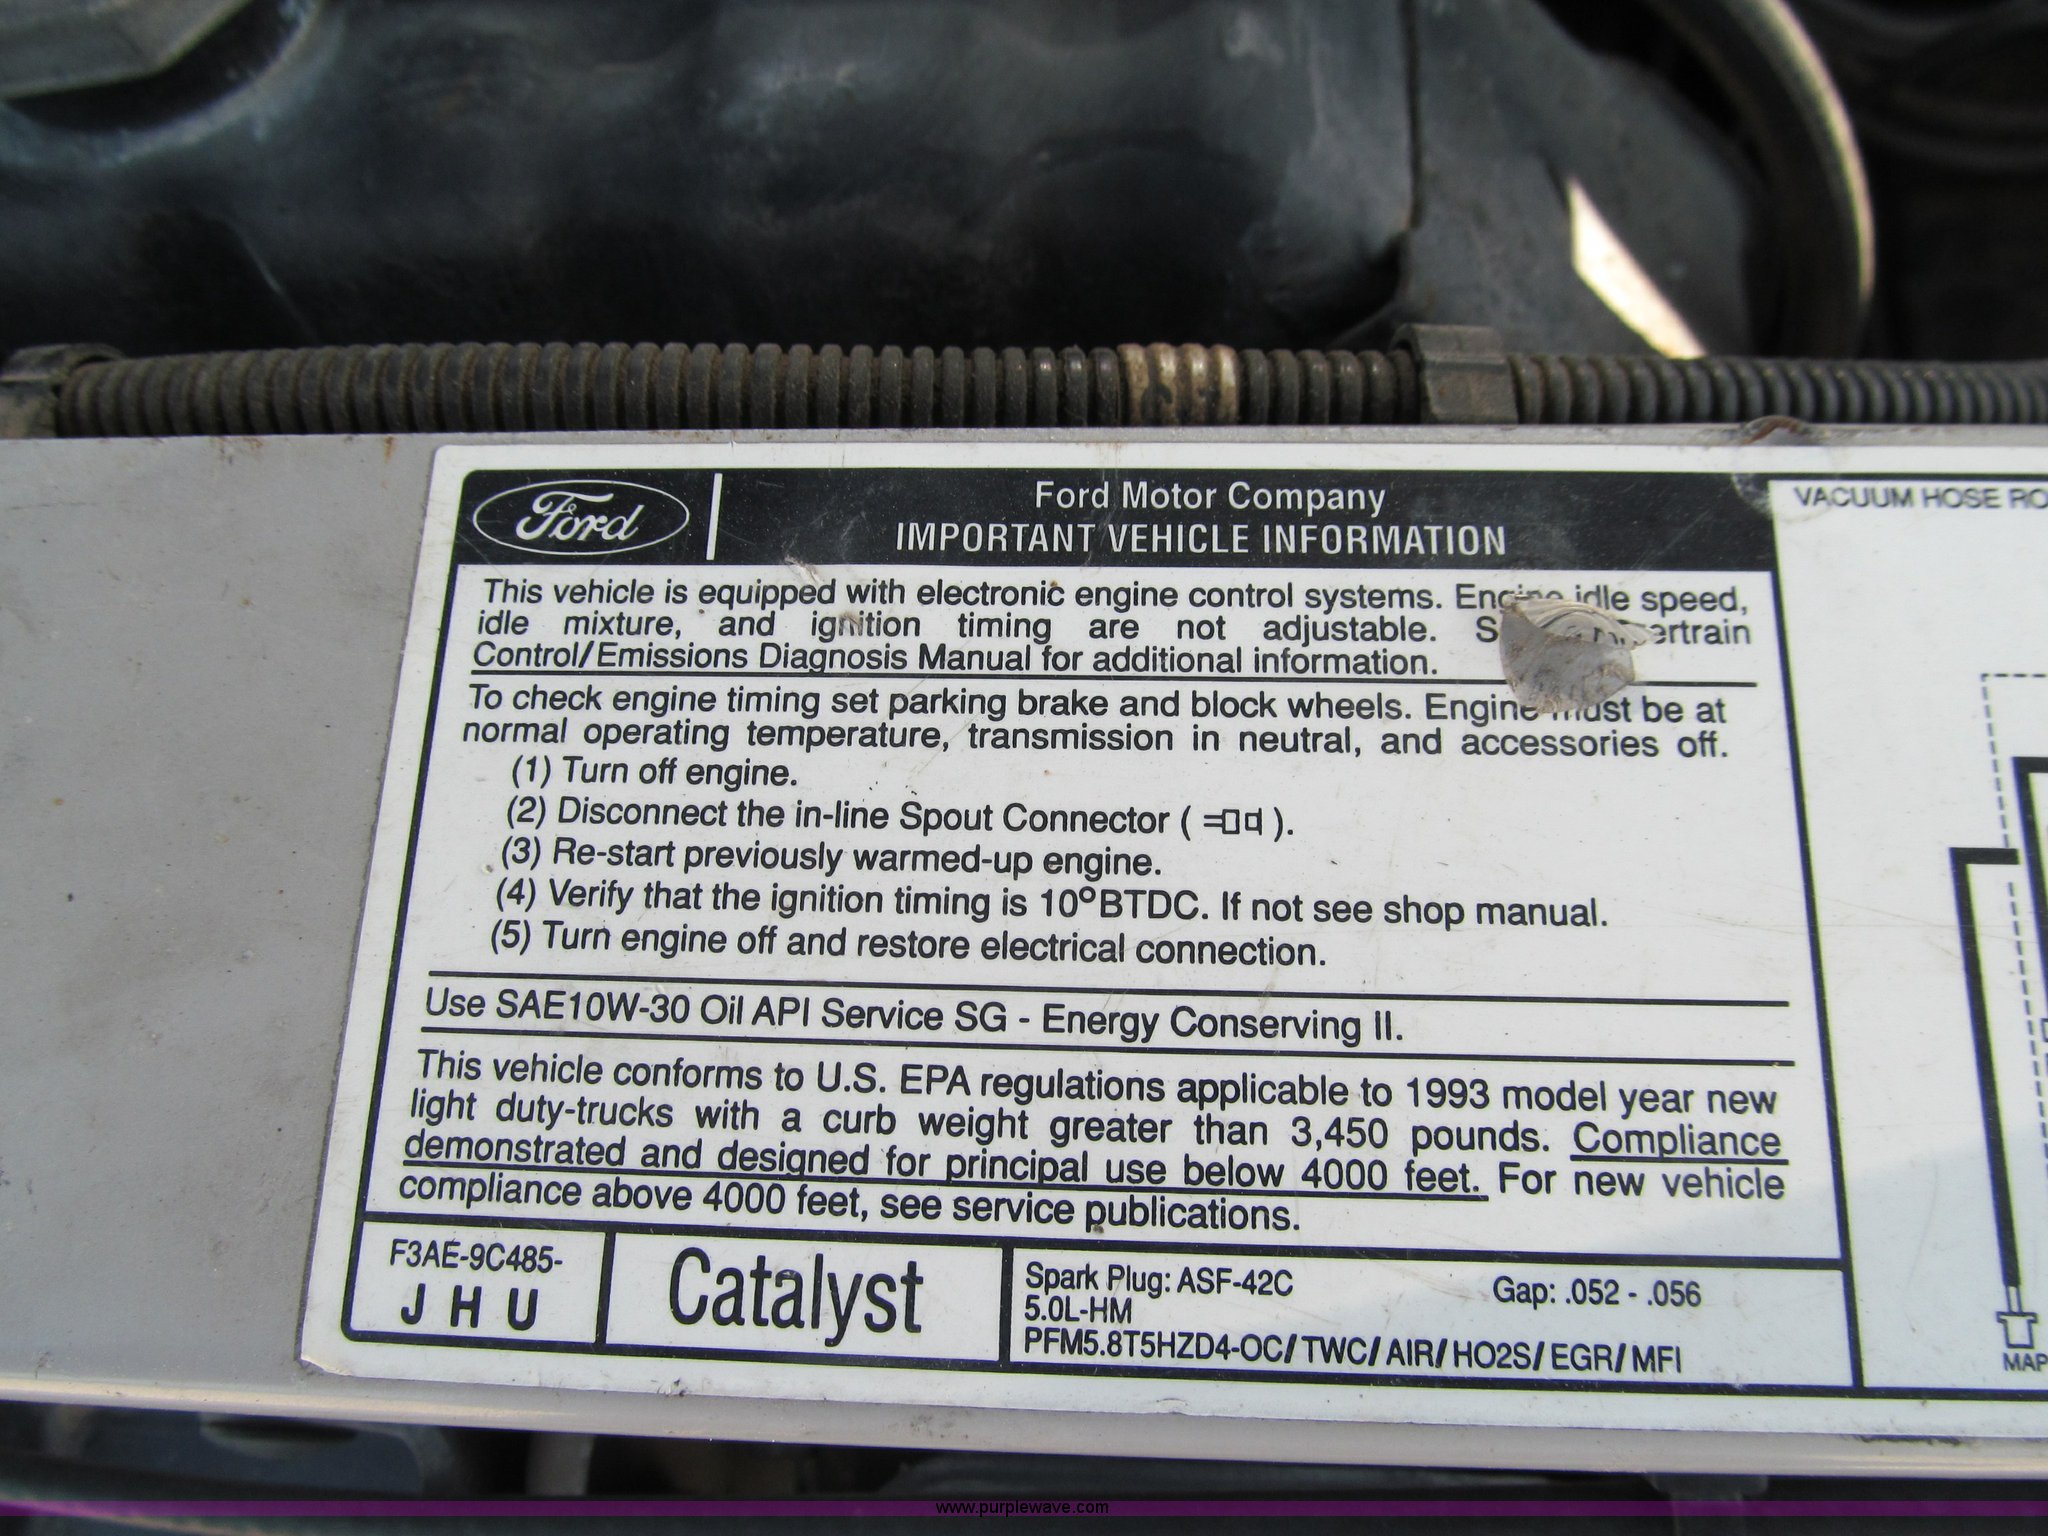 Ford
Ford Motor Company
IMPORTANT VEHICLE INFORMATION
VACUUM HOSE
This vehicle is equipped with electronic engine control systems. Engine idle speed,
idle mixture, and ignition timing are not adjustable.
Control/Emissions Diagnosis Manual for additional information.
To check engine timing set parking brake and block wheels. Engine must be at
normal operating temperature, transmission in neutral, and accessories off.
(1) Turn off engine.
(2) Disconnect the in-line Spout Connector ( ).
(3) Re-start previously warmed-up engine.
(4) Verify that the ignition timing is 10°BTDC. If not see shop manual.
(5) Turn engine off and restore electrical connection.
Use SAE10W-30 Oil API Service SG - Energy Conserving II.
This vehicle conforms to U.S. EPA regulations applicable to 1993 model year new
light duty-trucks with a curb weight greater than 3,450 pounds. Compliance
demonstrated and designed for principal use below 4000 feet. For new vehicle
compliance above 4000 feet, see service publications.
F3AE-9C485-
J H U
Catalyst
Spark Plug: ASF-42C Gap: .052 - .056
5.0L-HM
PFM5.8T5HZD4-OC/TWC/AIR/HO2S/EGR/MFI
MAP
www.purplewave.com